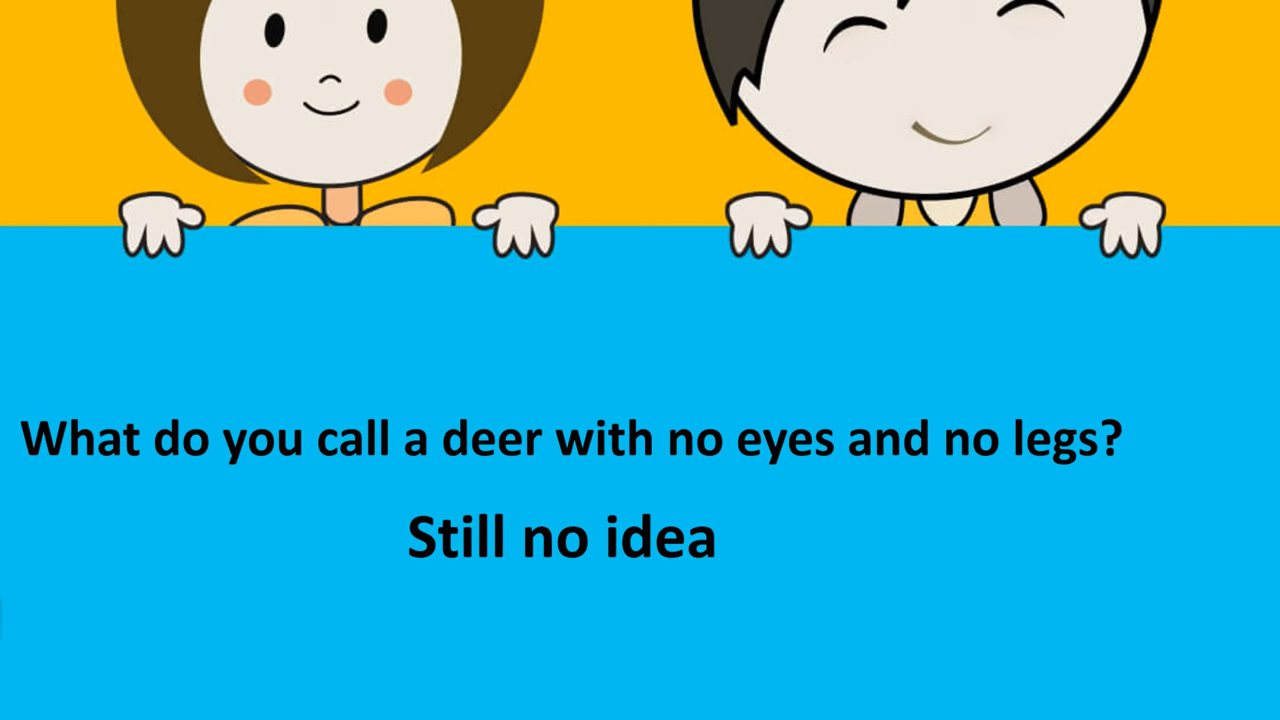 What do you call a deer with no eyes and no legs?
Still no idea